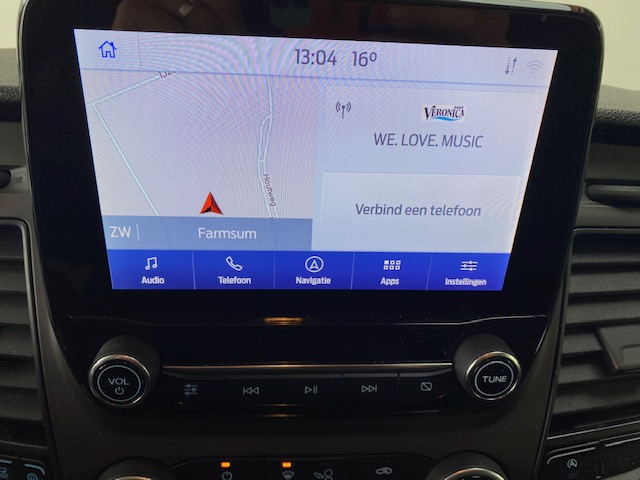 13:04 16°
VERONICA
WE. LOVE. MUSIC
Houtweg
Verbind een telefoon
ZW Farmsum
Audio Telefoon Navigatie Apps Instellingen
VOL TUNE